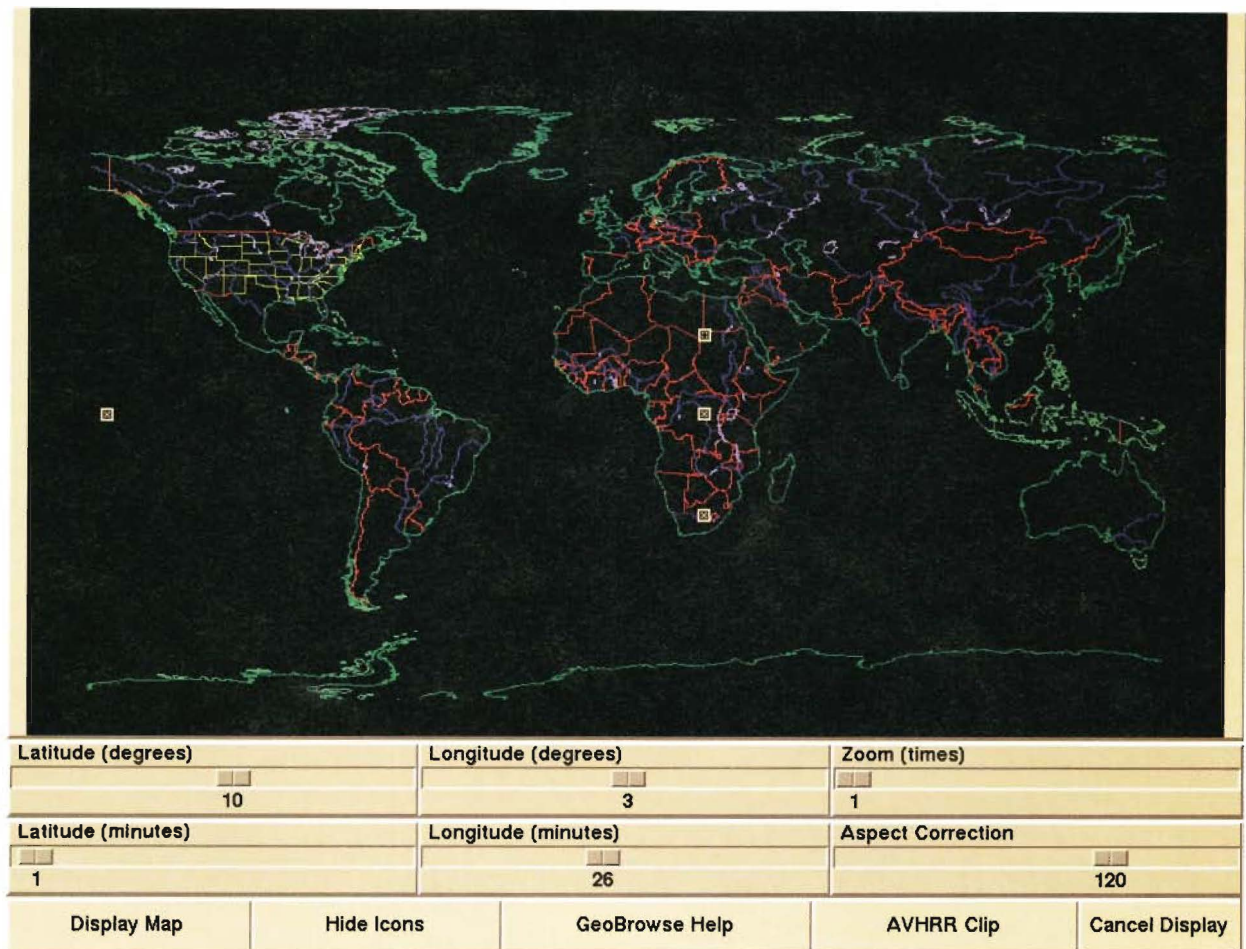 Latitude (degrees)
10
Longitude (degrees)
3
Zoom (times)
1
Latitude (minutes)
1
Longitude (minutes)
26
Aspect Correction
120
Display Map
Hide Icons
GeoBrowse Help
AVHRR Clip
Cancel Display